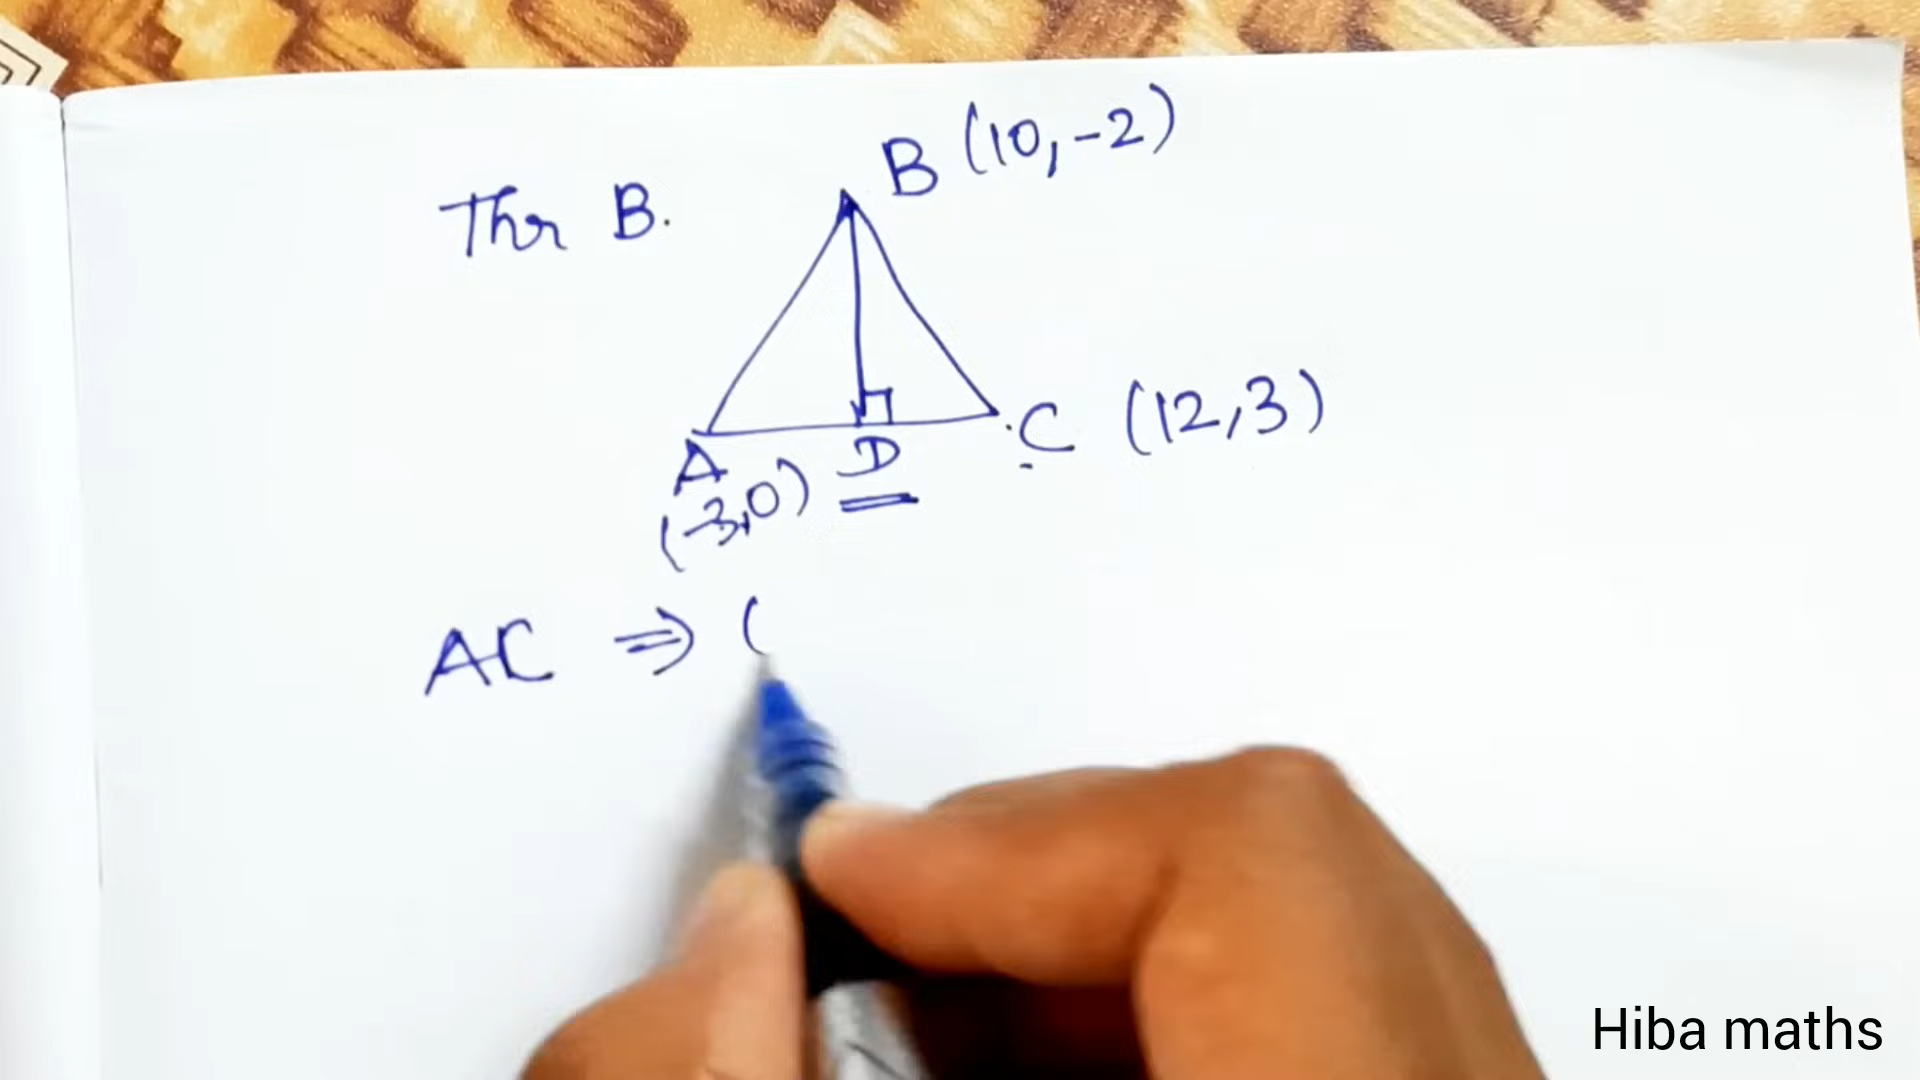 B (10,-2)
Thr B.
C (12,3)
A D
(-3,0)
AC ⇒ (
Hiba maths